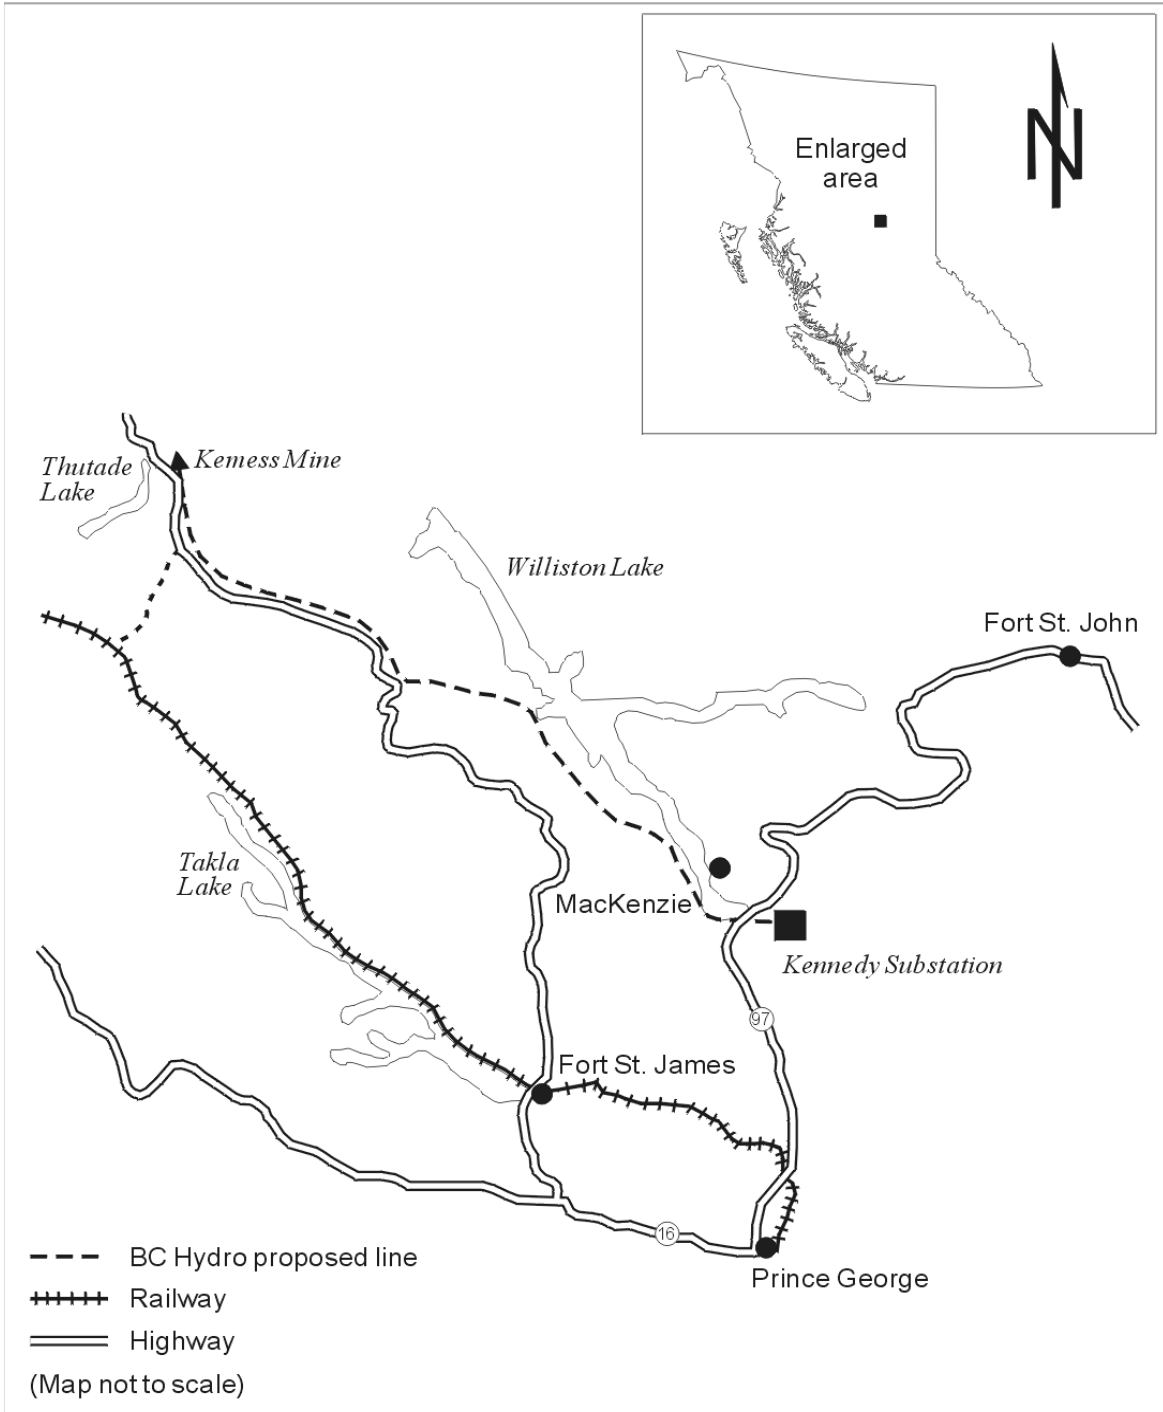 N
Enlarged
area
Thutade
Lake
Kemess Mine
Williston Lake
Fort St. John
Takla
Lake
MacKenzie
Kennedy Substation
97
Fort St. James
16
Prince George
BC Hydro proposed line
Railway
Highway
(Map not to scale)